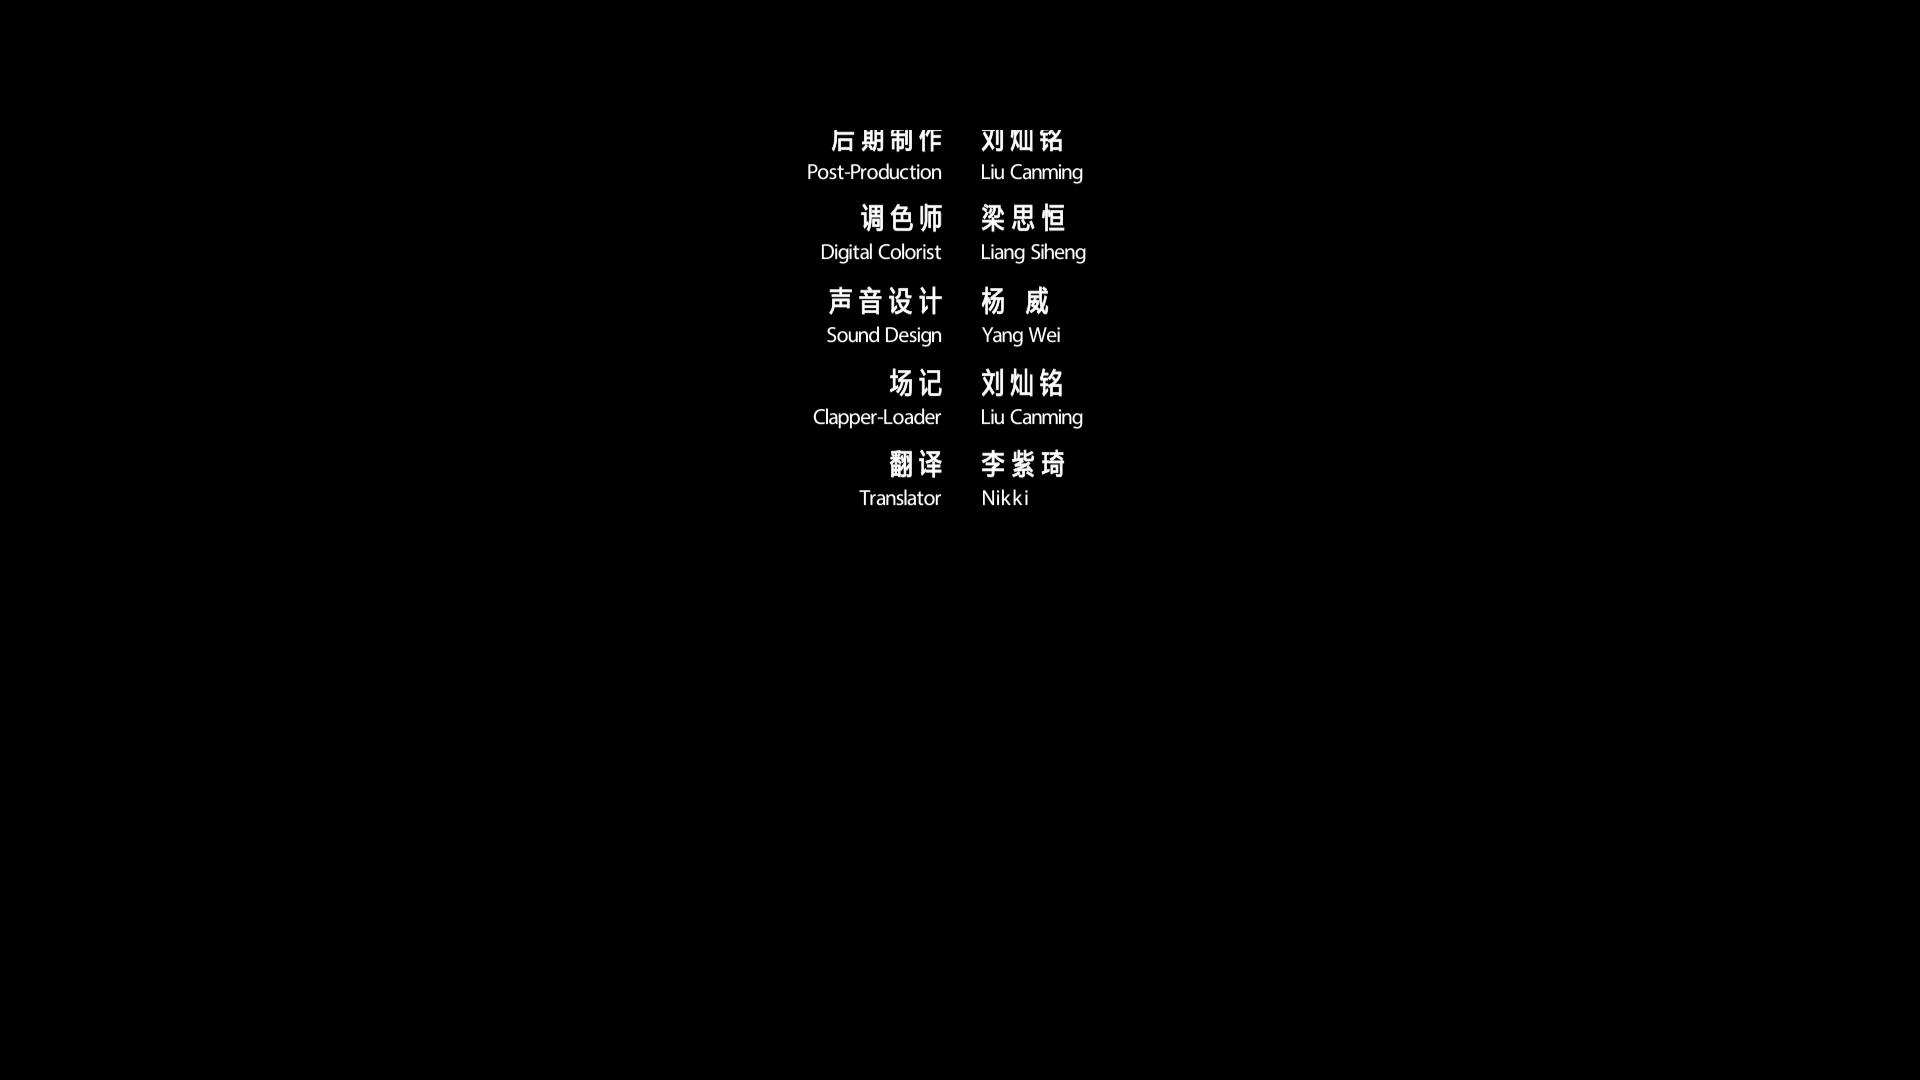 后期制作 刘灿铭
Post-Production Liu Canming
调色师 梁思恒
Digital Colorist Liang Siheng
声音设计 杨 威
Sound Design Yang Wei
场记 刘灿铭
Clapper-Loader Liu Canming
翻译 李紫琦
Translator Nikki